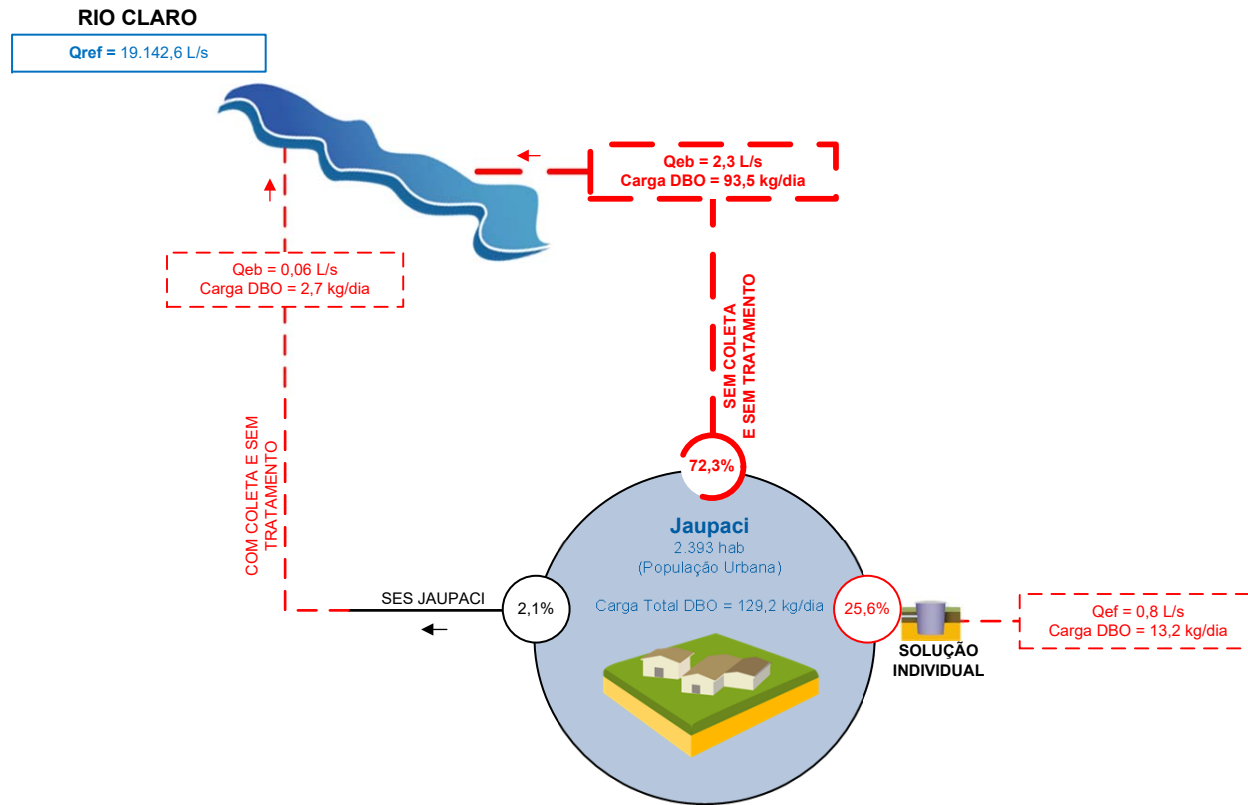 RIO CLARO
Qref = 19.142,6 L/s
Qeb = 2,3 L/s
Carga DBO = 93,5 kg/dia
Qeb = 0,06 L/s
Carga DBO = 2,7 kg/dia
SEM COLETA
E SEM TRATAMENTO
COM COLETA E SEM
TRATAMENTO
72,3%
Jaupaci
2.393 hab
(População Urbana)
Carga Total DBO = 129,2 kg/dia
SES JAUPACI
2,1%
25,6%
SOLUÇÃO
INDIVIDUAL
Qef = 0,8 L/s
Carga DBO = 13,2 kg/dia